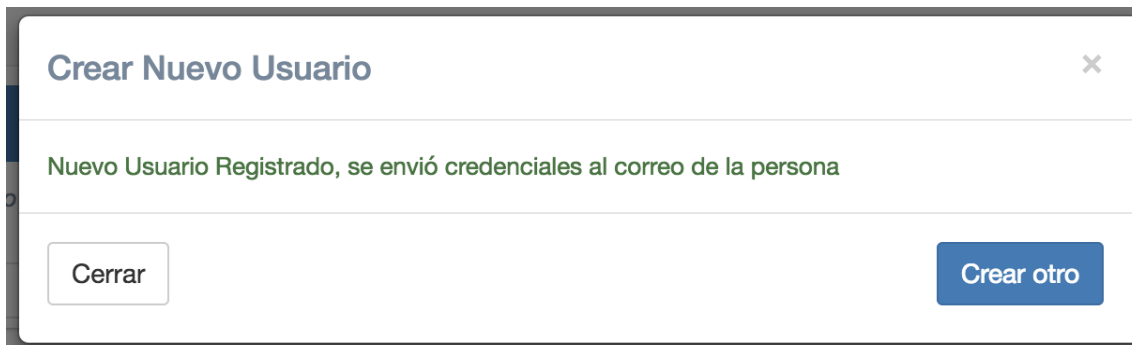 Crear Nuevo Usuario ×
Nuevo Usuario Registrado, se envió credenciales al correo de la persona
Cerrar
Crear otro